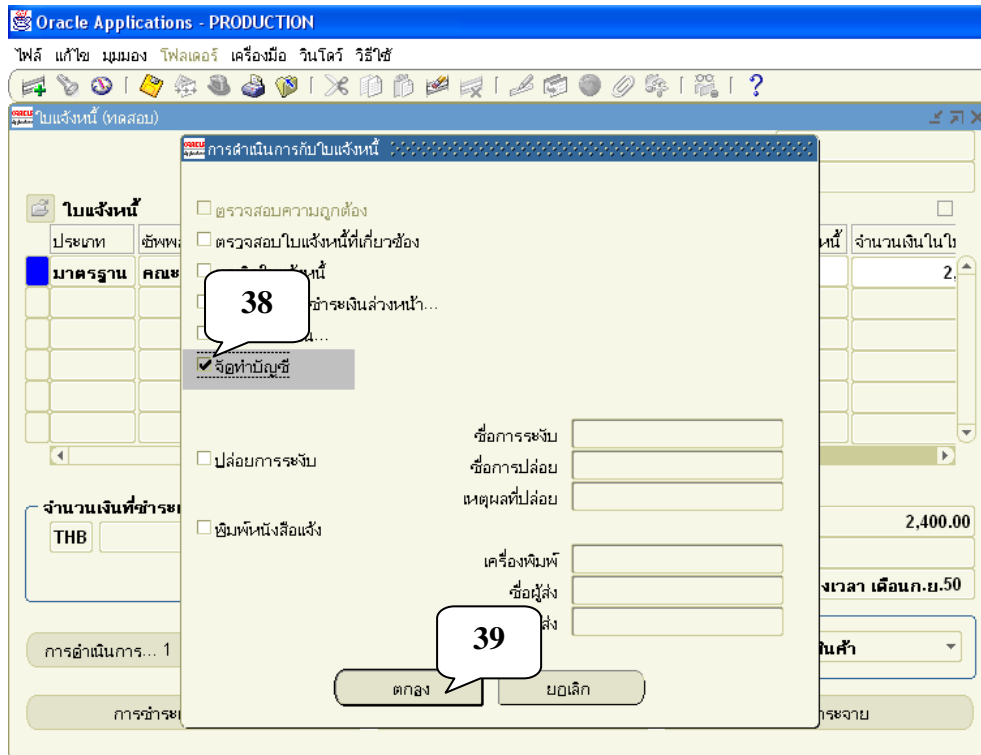 Oracle Applications - PRODUCTION
ไฟล์ แก้ไข มุมมอง โฟลเดอร์ เครื่องมือ วินโดว์ วิธีใช้
ใบแจ้งหนี้ (ทดสอบ)
การดำเนินการกับใบแจ้งหนี้
ใบแจ้งหนี้
ตรวจสอบความถูกต้อง
ประเภท
ตรวจสอบใบแจ้งหนี้ที่เกี่ยวข้อง
จำนวนเงินใน
มาตรฐาน คณะ
2,
38
ชำระเงินล่วงหน้า...
จัดทำบัญชี
ชื่อการระงับ
ปล่อยการระงับ
ชื่อการปล่อย
เหตุผลที่ปล่อย
จำนวนเงินที่ชำระ
2,400.00
THB
พิมพ์หนังสือแจ้ง
เครื่องพิมพ์
ชื่อผู้ส่ง
เดือนก.ย.50
39
การดำเนินการ... 1
ตกลง
ยกเลิก